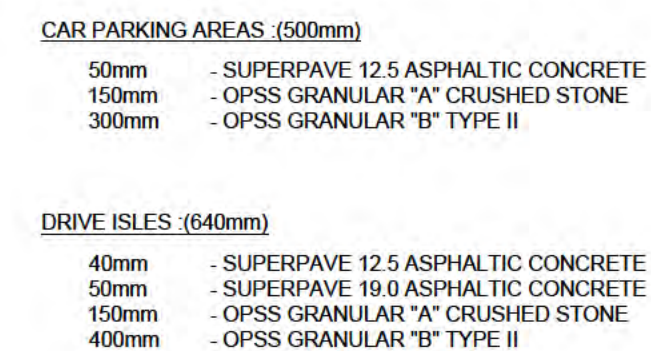 CAR PARKING AREAS :(500mm)
50mm - SUPERPAVE 12.5 ASPHALTIC CONCRETE
150mm - OPSS GRANULAR "A" CRUSHED STONE
300mm - OPSS GRANULAR "B" TYPE II
DRIVE ISLES :(640mm)
40mm - SUPERPAVE 12.5 ASPHALTIC CONCRETE
50mm - SUPERPAVE 19.0 ASPHALTIC CONCRETE
150mm - OPSS GRANULAR "A" CRUSHED STONE
400mm - OPSS GRANULAR "B" TYPE II